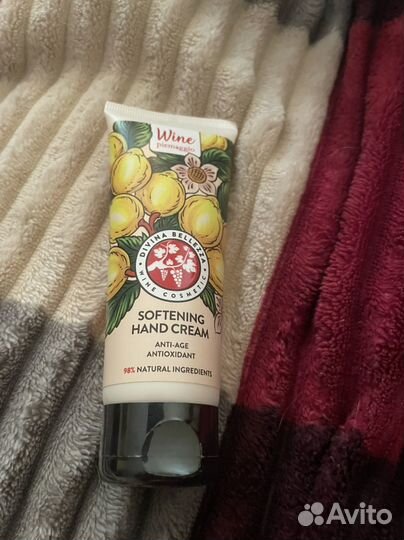 Wine
piemaggio
DIVINA BELLEZZA
WINE COSMETIC
SOFTENING
HAND CREAM
ANTI-AGE
ANTIOXIDANT
98% NATURAL INGREDIENTS
Avito